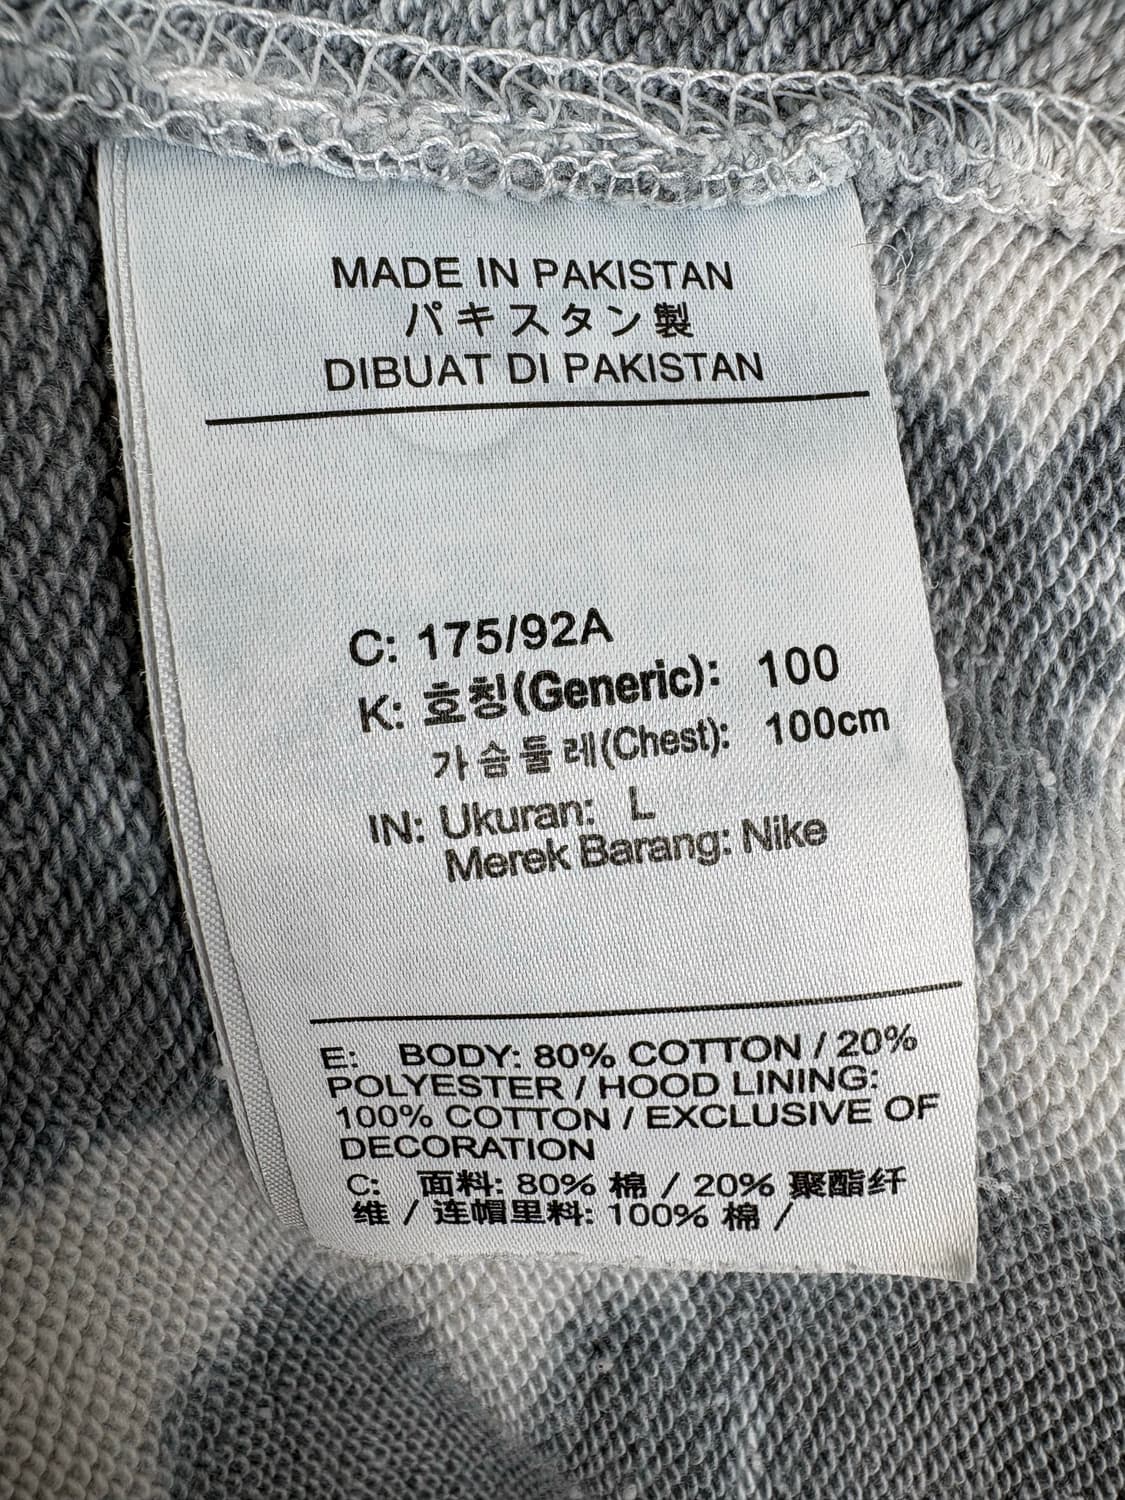 MADE IN PAKISTAN
パキスタン製
DIBUAT DI PAKISTAN
C: 175/92A
K: 호칭(Generic): 100
가슴둘레(Chest): 100cm
IN: Ukuran: L
Merek Barang: Nike
E: BODY: 80% COTTON / 20%
POLYESTER / HOOD LINING:
100% COTTON / EXCLUSIVE OF
DECORATION
C: 面料: 80% 棉 / 20% 聚酯纤
维 / 连帽里料: 100% 棉 /